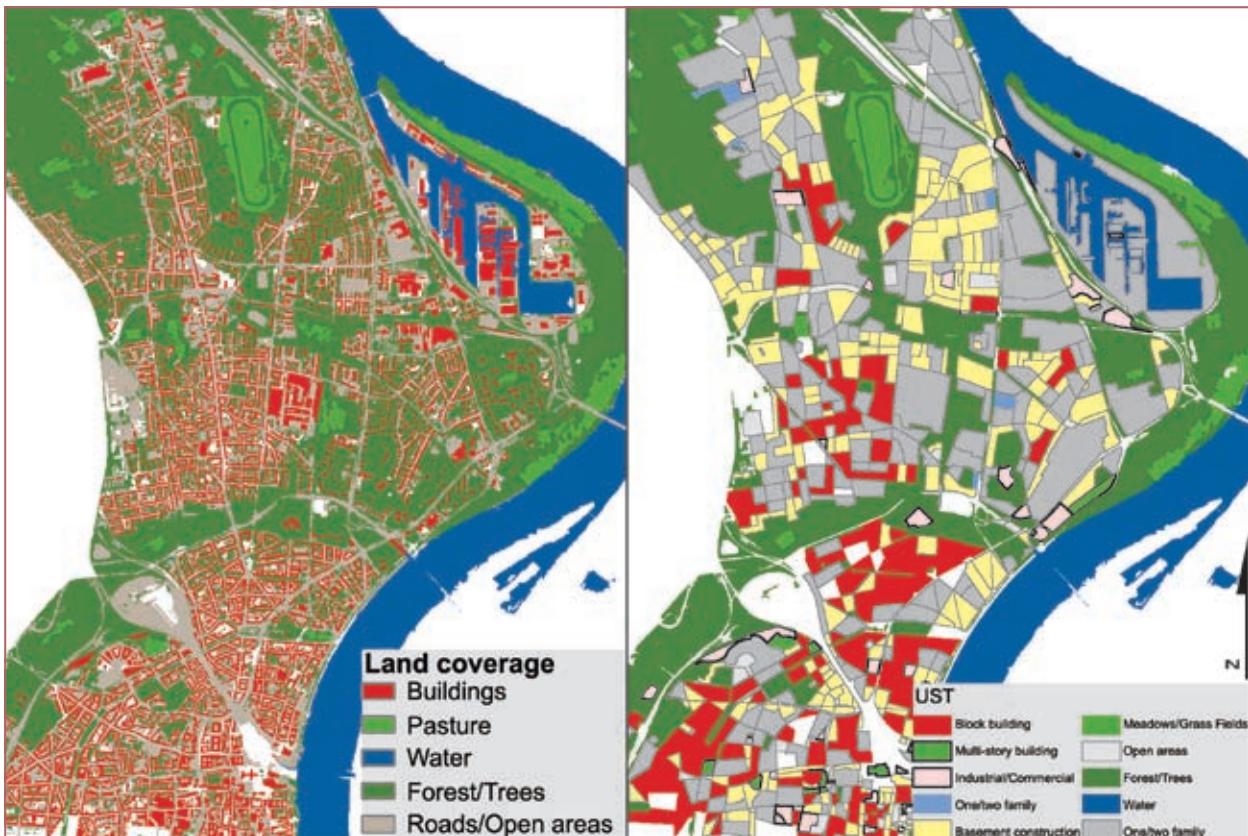 Land coverage
Buildings
Pasture
Water
Forest/Trees
Roads/Open areas
N
UST
Block building
Multi-story building
Industrial/Commercial
One/two family
Basement construction
Meadows/Grass Fields
Open areas
Forest/Trees
Water
One/two family